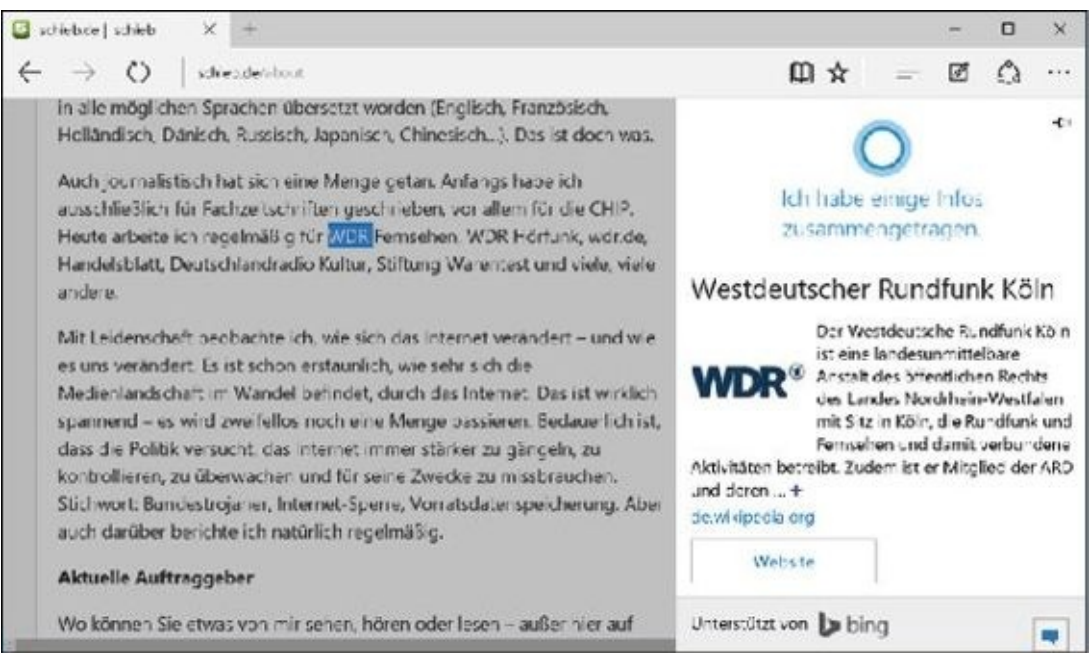 schieb.de | schieb
schieb.de/about
in alle möglichen Sprachen übersetzt worden (Englisch, Französisch,
Holländisch, Dänisch, Russisch, Japanisch, Chinesisch...). Das ist doch was.
Auch journalistisch hat sich eine Menge getan. Anfangs habe ich
ausschließlich für Fachzeitschriften geschrieben, vor allem für die CHIP.
Heute arbeite ich regelmäßig für WDR Fernsehen, WDR Hörfunk, wdr.de,
Handelsblatt, Deutschlandradio Kultur, Stiftung Warentest und viele, viele
andere.
Mit Leidenschaft beobachte ich, wie sich das Internet verändert – und wie
es uns verändert. Es ist schon erstaunlich, wie sehr sich die
Medienlandschaft im Wandel befindet, durch das Internet. Das ist wirklich
spannend – es wird zweifellos noch eine Menge passieren. Bedauerlich ist,
dass die Politik versucht, das Internet immer stärker zu gängeln, zu
kontrollieren, zu überwachen und für seine Zwecke zu missbrauchen.
Stichwort: Bundestrojaner, Internet-Sperre, Vorratsdatenspeicherung. Aber
auch darüber berichte ich natürlich regelmäßig.
Aktuelle Auftraggeber
Wo können Sie etwas von mir sehen, hören oder lesen – außer hier auf
Ich habe einige Infos
zusammengetragen.
Westdeutscher Rundfunk Köln
WDR
Der Westdeutsche Rundfunk Köln
ist eine landesunmittelbare
Anstalt des öffentlichen Rechts
des Landes Nordrhein-Westfalen
mit Sitz in Köln, die Rundfunk und
Fernsehen und damit verbundene
Aktivitäten betreibt. Zudem ist er Mitglied der ARD
und deren ... +
de.wikipedia.org
Website
Unterstützt von bing